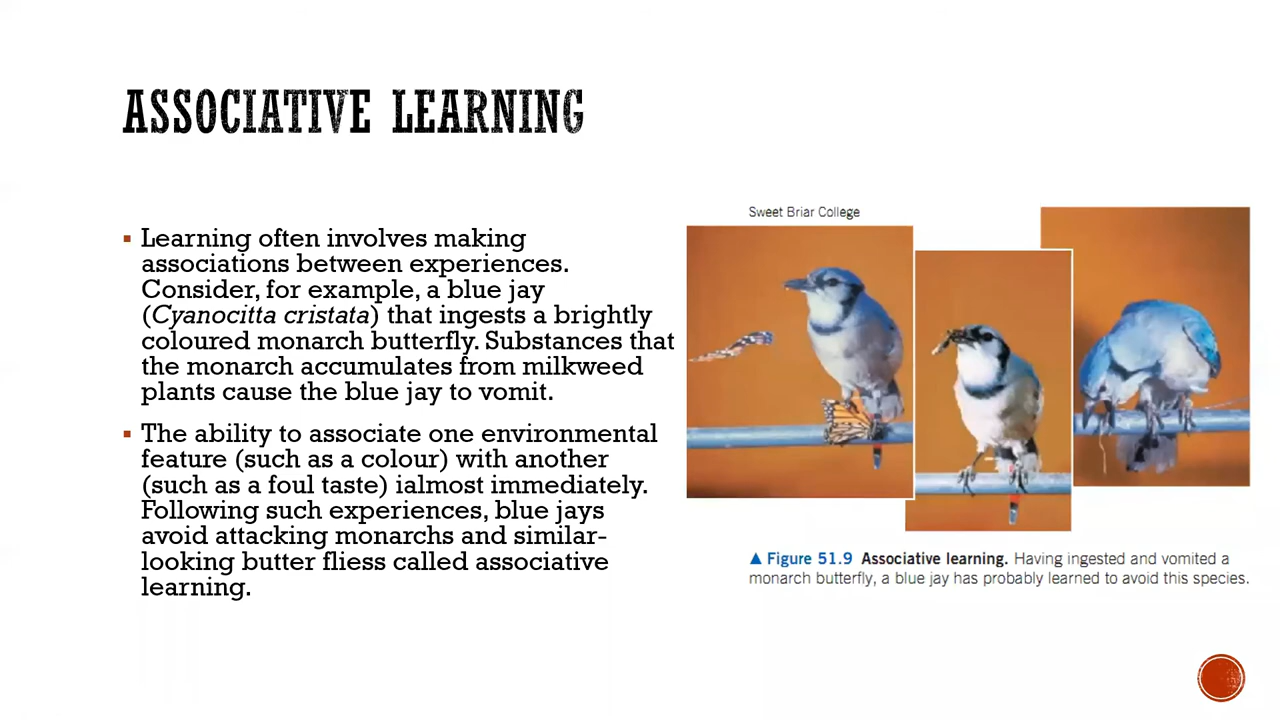 ASSOCIATIVE LEARNING
Learning often involves making
associations between experiences.
Consider, for example, a blue jay
(Cyanocitta cristata) that ingests a brightly
coloured monarch butterfly. Substances that
the monarch accumulates from milkweed
plants cause the blue jay to vomit.
The ability to associate one environmental
feature (such as a colour) with another
(such as a foul taste) ialmost immediately.
Following such experiences, blue jays
avoid attacking monarchs and similar-
looking butter fliess called associative
learning.
Sweet Briar College
▲ Figure 51.9 Associative learning. Having ingested and vomited a
monarch butterfly, a blue jay has probably learned to avoid this species.